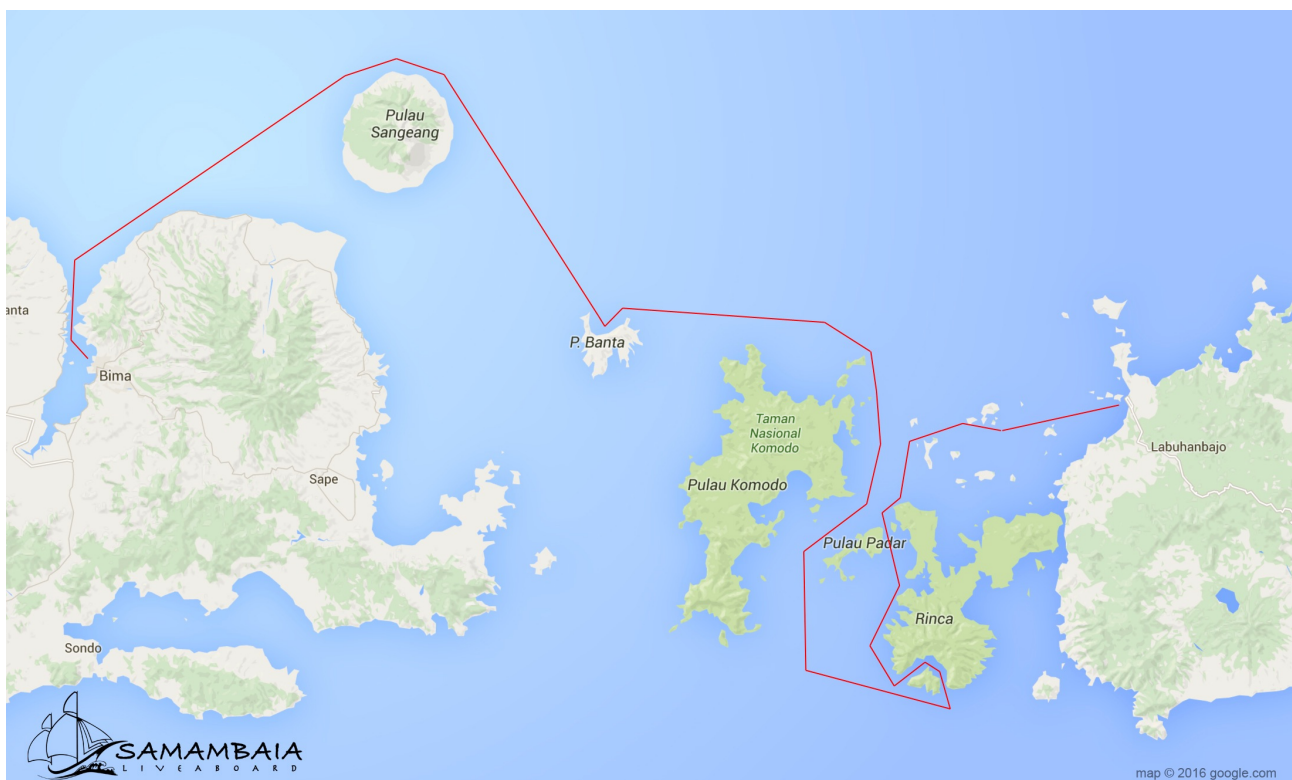 Pulau
Sangeang
anta
P. Banta
Bima
Taman
Nasional
Komodo
Labuhanbajo
Sape
Pulau Komodo
Pulau Padar
Rinca
Sondo
SAMAMBAIA
LIVEABOARD
map © 2016 google.com